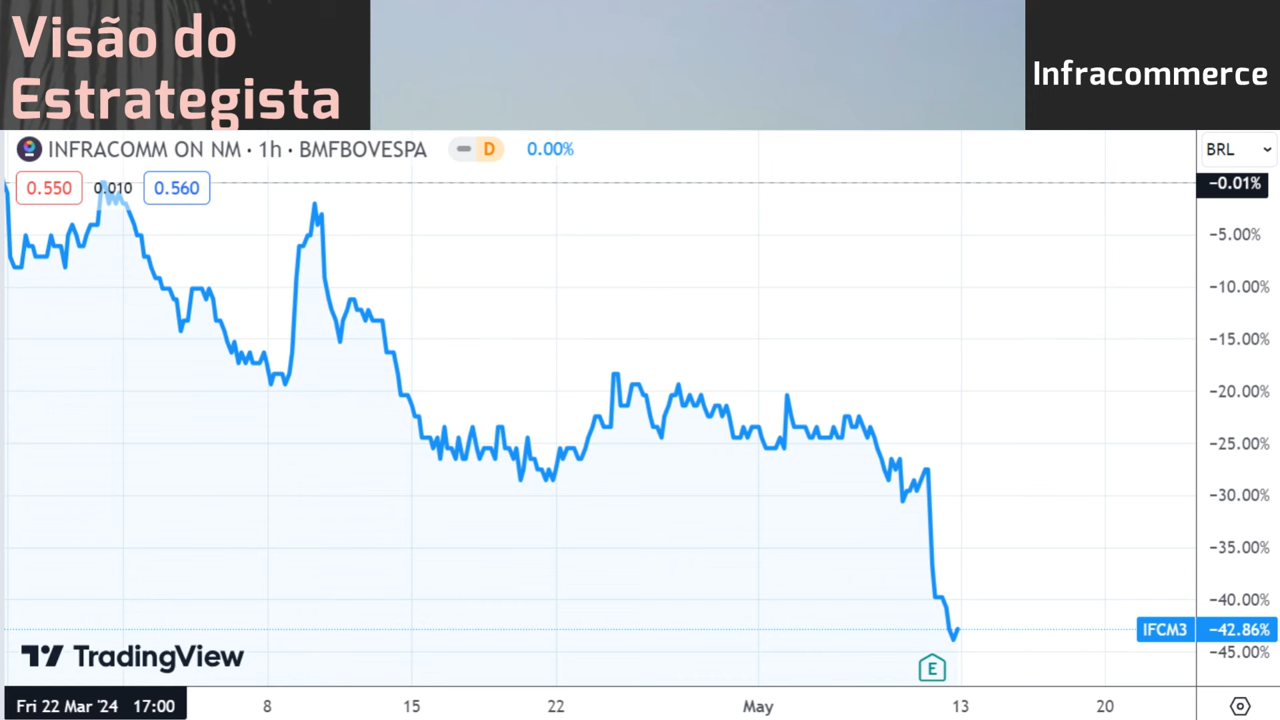 Visão do
Estrategista
Infracommerce
INFRACOMM ON NM · 1h · BMFBOVESPA D 0.00%
BRL
0.550 0.010 0.560
−0.01%
−5.00%
−10.00%
−15.00%
−20.00%
−25.00%
−30.00%
−35.00%
−40.00%
IFCM3 −42.86%
−45.00%
TradingView
E
Fri 22 Mar '24 17:00 8 15 22 May 13 20